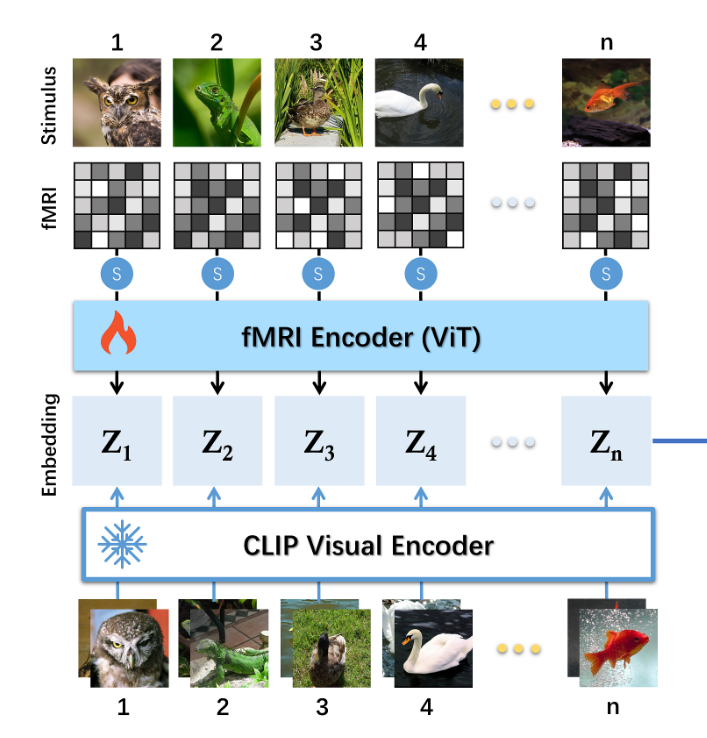 1 2 3 4 n
Stimulus
fMRI
S S S S S
fMRI Encoder (ViT)
Embedding
Z1 Z2 Z3 Z4 Zn
CLIP Visual Encoder
1 2 3 4 n